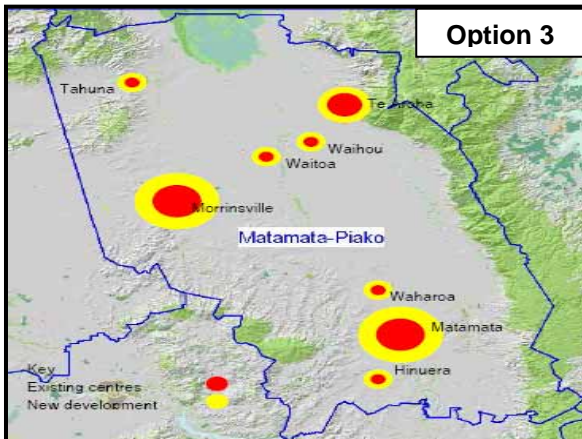 Option 3
Tahuna
Te Aroha
Waihou
Waitoa
Morrinsville
Matamata-Piako
Waharoa
Matamata
Hinuera
Key
Existing centres
New development